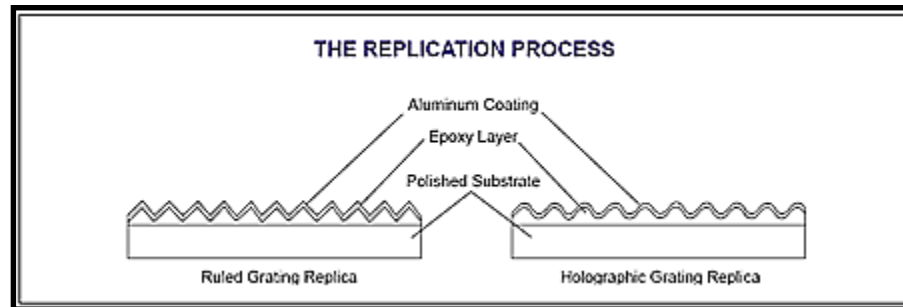 THE REPLICATION PROCESS
Aluminum Coating
Epoxy Layer
Polished Substrate
Ruled Grating Replica
Holographic Grating Replica